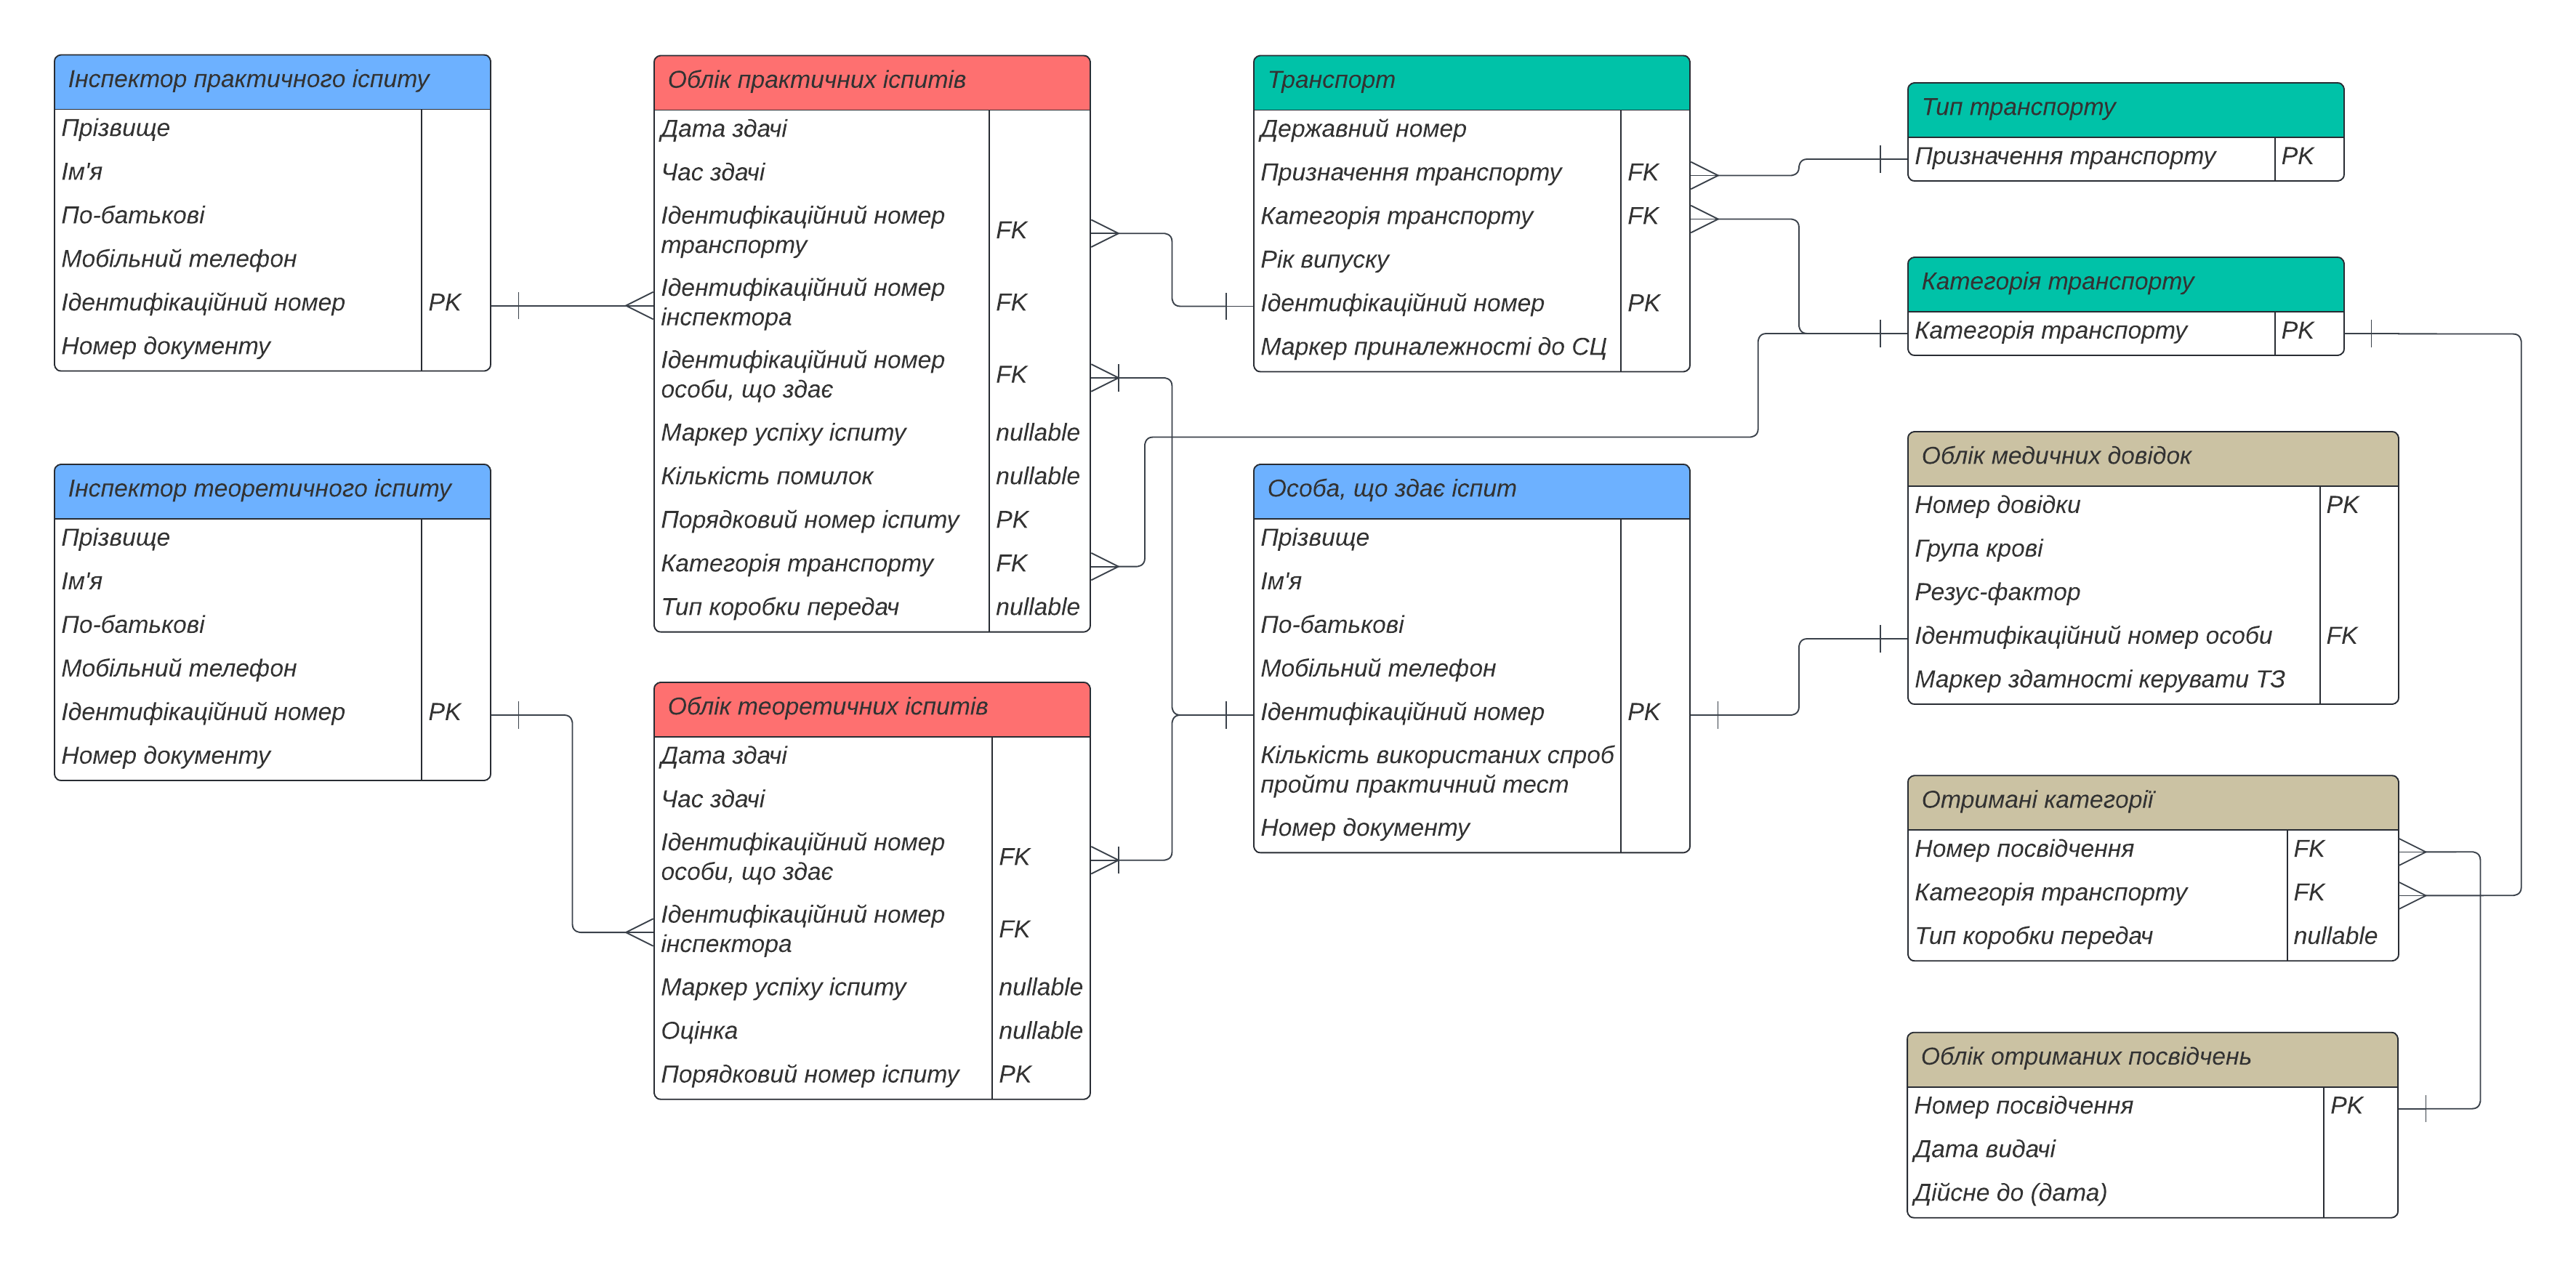 Інспектор практичного іспиту
Прізвище
Ім'я
По-батькові
Мобільний телефон
Ідентифікаційний номер PK
Номер документу
Облік практичних іспитів
Дата здачі
Час здачі
Ідентифікаційний номер
транспорту FK
Ідентифікаційний номер
інспектора FK
Ідентифікаційний номер
особи, що здає FK
Маркер успіху іспиту nullable
Кількість помилок nullable
Порядковий номер іспиту PK
Категорія транспорту FK
Тип коробки передач nullable
Транспорт
Державний номер
Призначення транспорту FK
Категорія транспорту FK
Рік випуску
Ідентифікаційний номер PK
Маркер приналежності до СЦ
Тип транспорту
Призначення транспорту PK
Категорія транспорту
Категорія транспорту PK
Інспектор теоретичного іспиту
Прізвище
Ім'я
По-батькові
Мобільний телефон
Ідентифікаційний номер PK
Номер документу
Облік теоретичних іспитів
Дата здачі
Час здачі
Ідентифікаційний номер
особи, що здає FK
Ідентифікаційний номер
інспектора FK
Маркер успіху іспиту nullable
Оцінка nullable
Порядковий номер іспиту PK
Особа, що здає іспит
Прізвище
Ім'я
По-батькові
Мобільний телефон
Ідентифікаційний номер PK
Кількість використаних спроб
пройти практичний тест
Номер документу
Облік медичних довідок
Номер довідки PK
Група крові
Резус-фактор
Ідентифікаційний номер особи FK
Маркер здатності керувати ТЗ
Отримані категорії
Номер посвідчення FK
Категорія транспорту FK
Тип коробки передач nullable
Облік отриманих посвідчень
Номер посвідчення PK
Дата видачі
Дійсне до (дата)